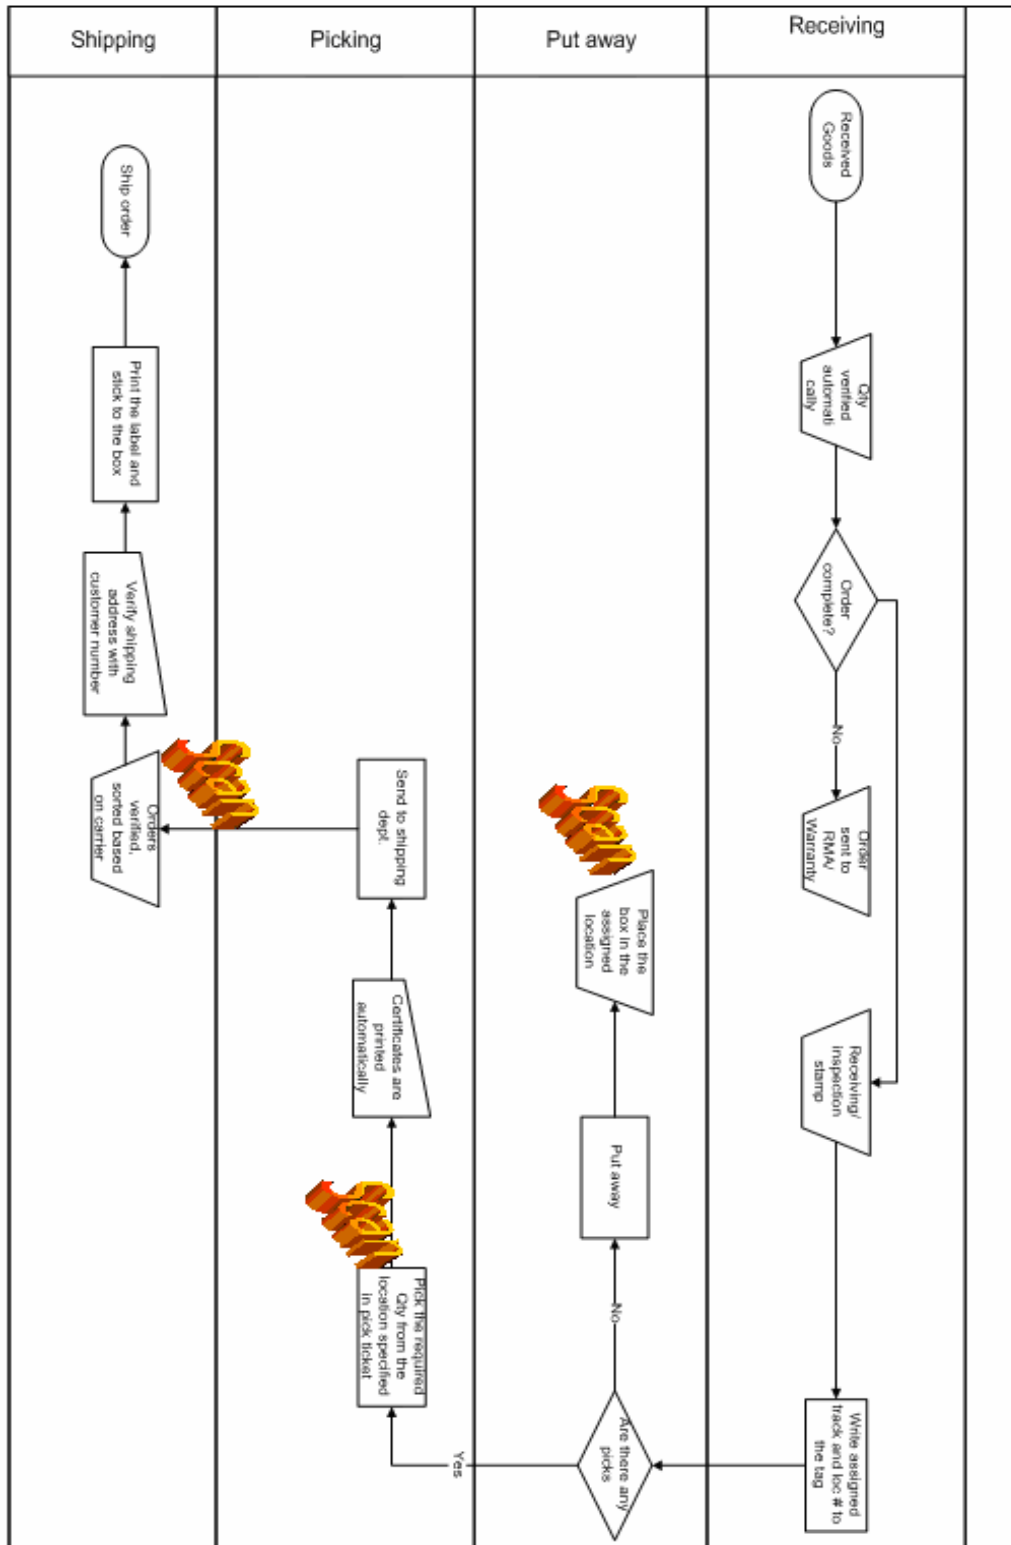 Shipping
Picking
Put away
Receiving
Received
Goods
Qty
verified
automati
cally
Order
complete?
No
Order
sent to
RMA/
Warranty
Receiving/
inspection
stamp
Write assigned
track and loc # to
the tag
Are there any
picks
No
Put away
Place the
box in the
assigned
location
Scan
Yes
Pick the required
Qty from the
location specified
in pick ticket
Scan
Certificates are
printed
automatically
Send to shipping
dept.
Scan
Orders
verified,
sorted based
on carrier
Verify shipping
address with
customer number
Print the label and
stick to the box
Ship order